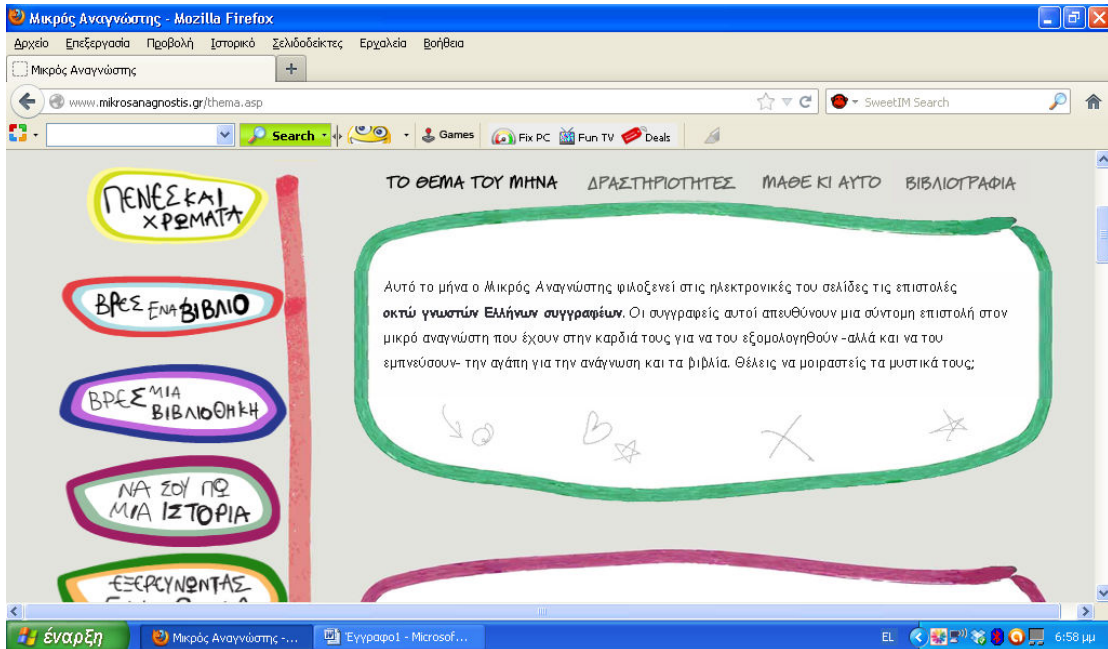 Μικρός Αναγνώστης - Mozilla Firefox
Αρχείο Επεξεργασία Προβολή Ιστορικό Σελιδοδείκτες Εργαλεία Βοήθεια
Μικρός Αναγνώστης
www.mikrosanagnostis.gr/thema.asp
SweetIM Search
Search Games Fix PC Fun TV Deals
ΠΕΝΕΣ ΚΑΙ
ΧΡΩΜΑΤΑ
ΒΡΕΣ ΕΝΑ ΒΙΒΛΙΟ
ΒΡΕΣ ΜΙΑ
ΒΙΒΛΙΟΘΗΚΗ
ΝΑ ΣΟΥ ΠΩ
ΜΙΑ ΙΣΤΟΡΙΑ
ΕΞΕΡΕΥΝΩΝΤΑΣ
ΤΟ ΘΕΜΑ ΤΟΥ ΜΗΝΑ ΔΡΑΣΤΗΡΙΟΤΗΤΕΣ ΜΑΘΕ ΚΙ ΑΥΤΟ ΒΙΒΛΙΟΓΡΑΦΙΑ
Αυτό το μήνα ο Μικρός Αναγνώστης φιλοξενεί στις ηλεκτρονικές του σελίδες τις επιστολές
οκτώ γνωστών Ελλήνων συγγραφέων. Οι συγγραφείς αυτοί απευθύνουν μια σύντομη επιστολή στον
μικρό αναγνώστη που έχουν στην καρδιά τους για να του εξομολογηθούν -αλλά και να του
εμπνεύσουν- την αγάπη για την ανάγνωση και τα βιβλία. Θέλεις να μοιραστείς τα μυστικά τους;
έναρξη Μικρός Αναγνώστης -... Έγγραφο1 - Microsof... EL 6:58 μμ